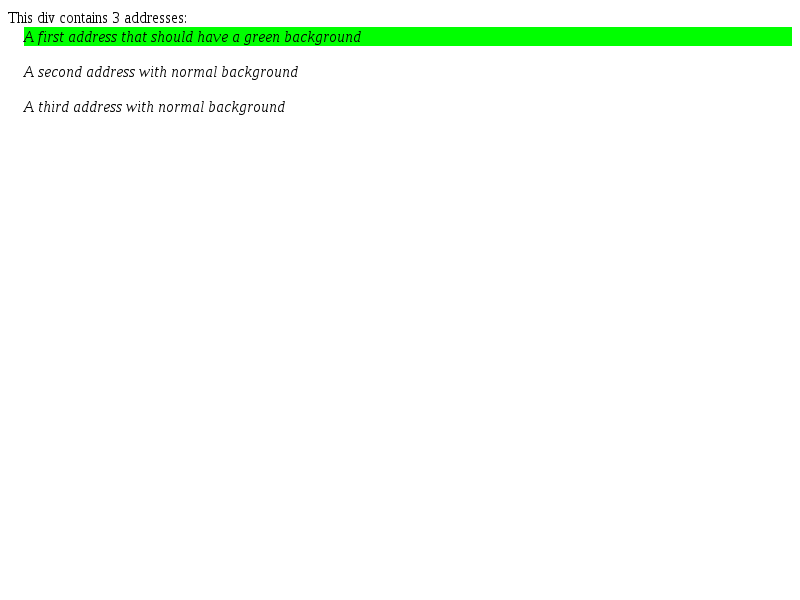 This div contains 3 addresses:
A first address that should have a green background
A second address with normal background
A third address with normal background